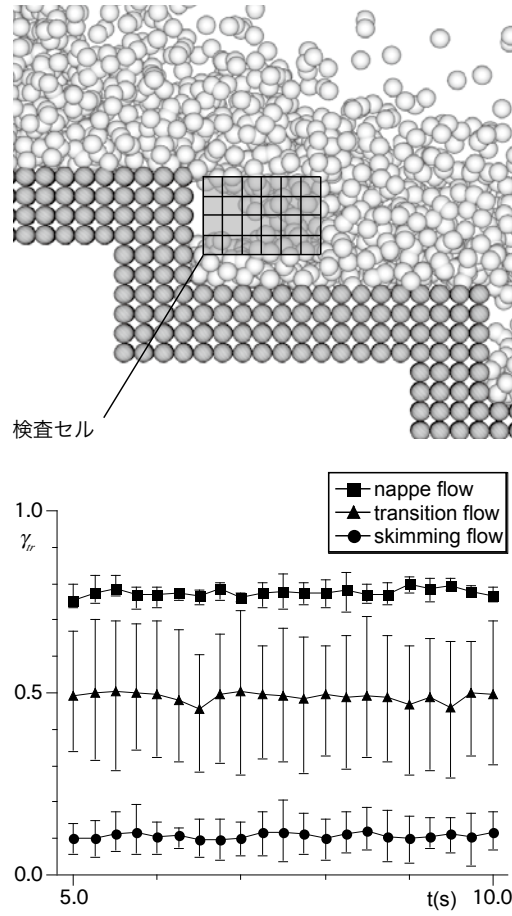 検査セル
1.0
γtr
nappe flow
transition flow
skimming flow
0.5
0.0
5.0
t(s)
10.0